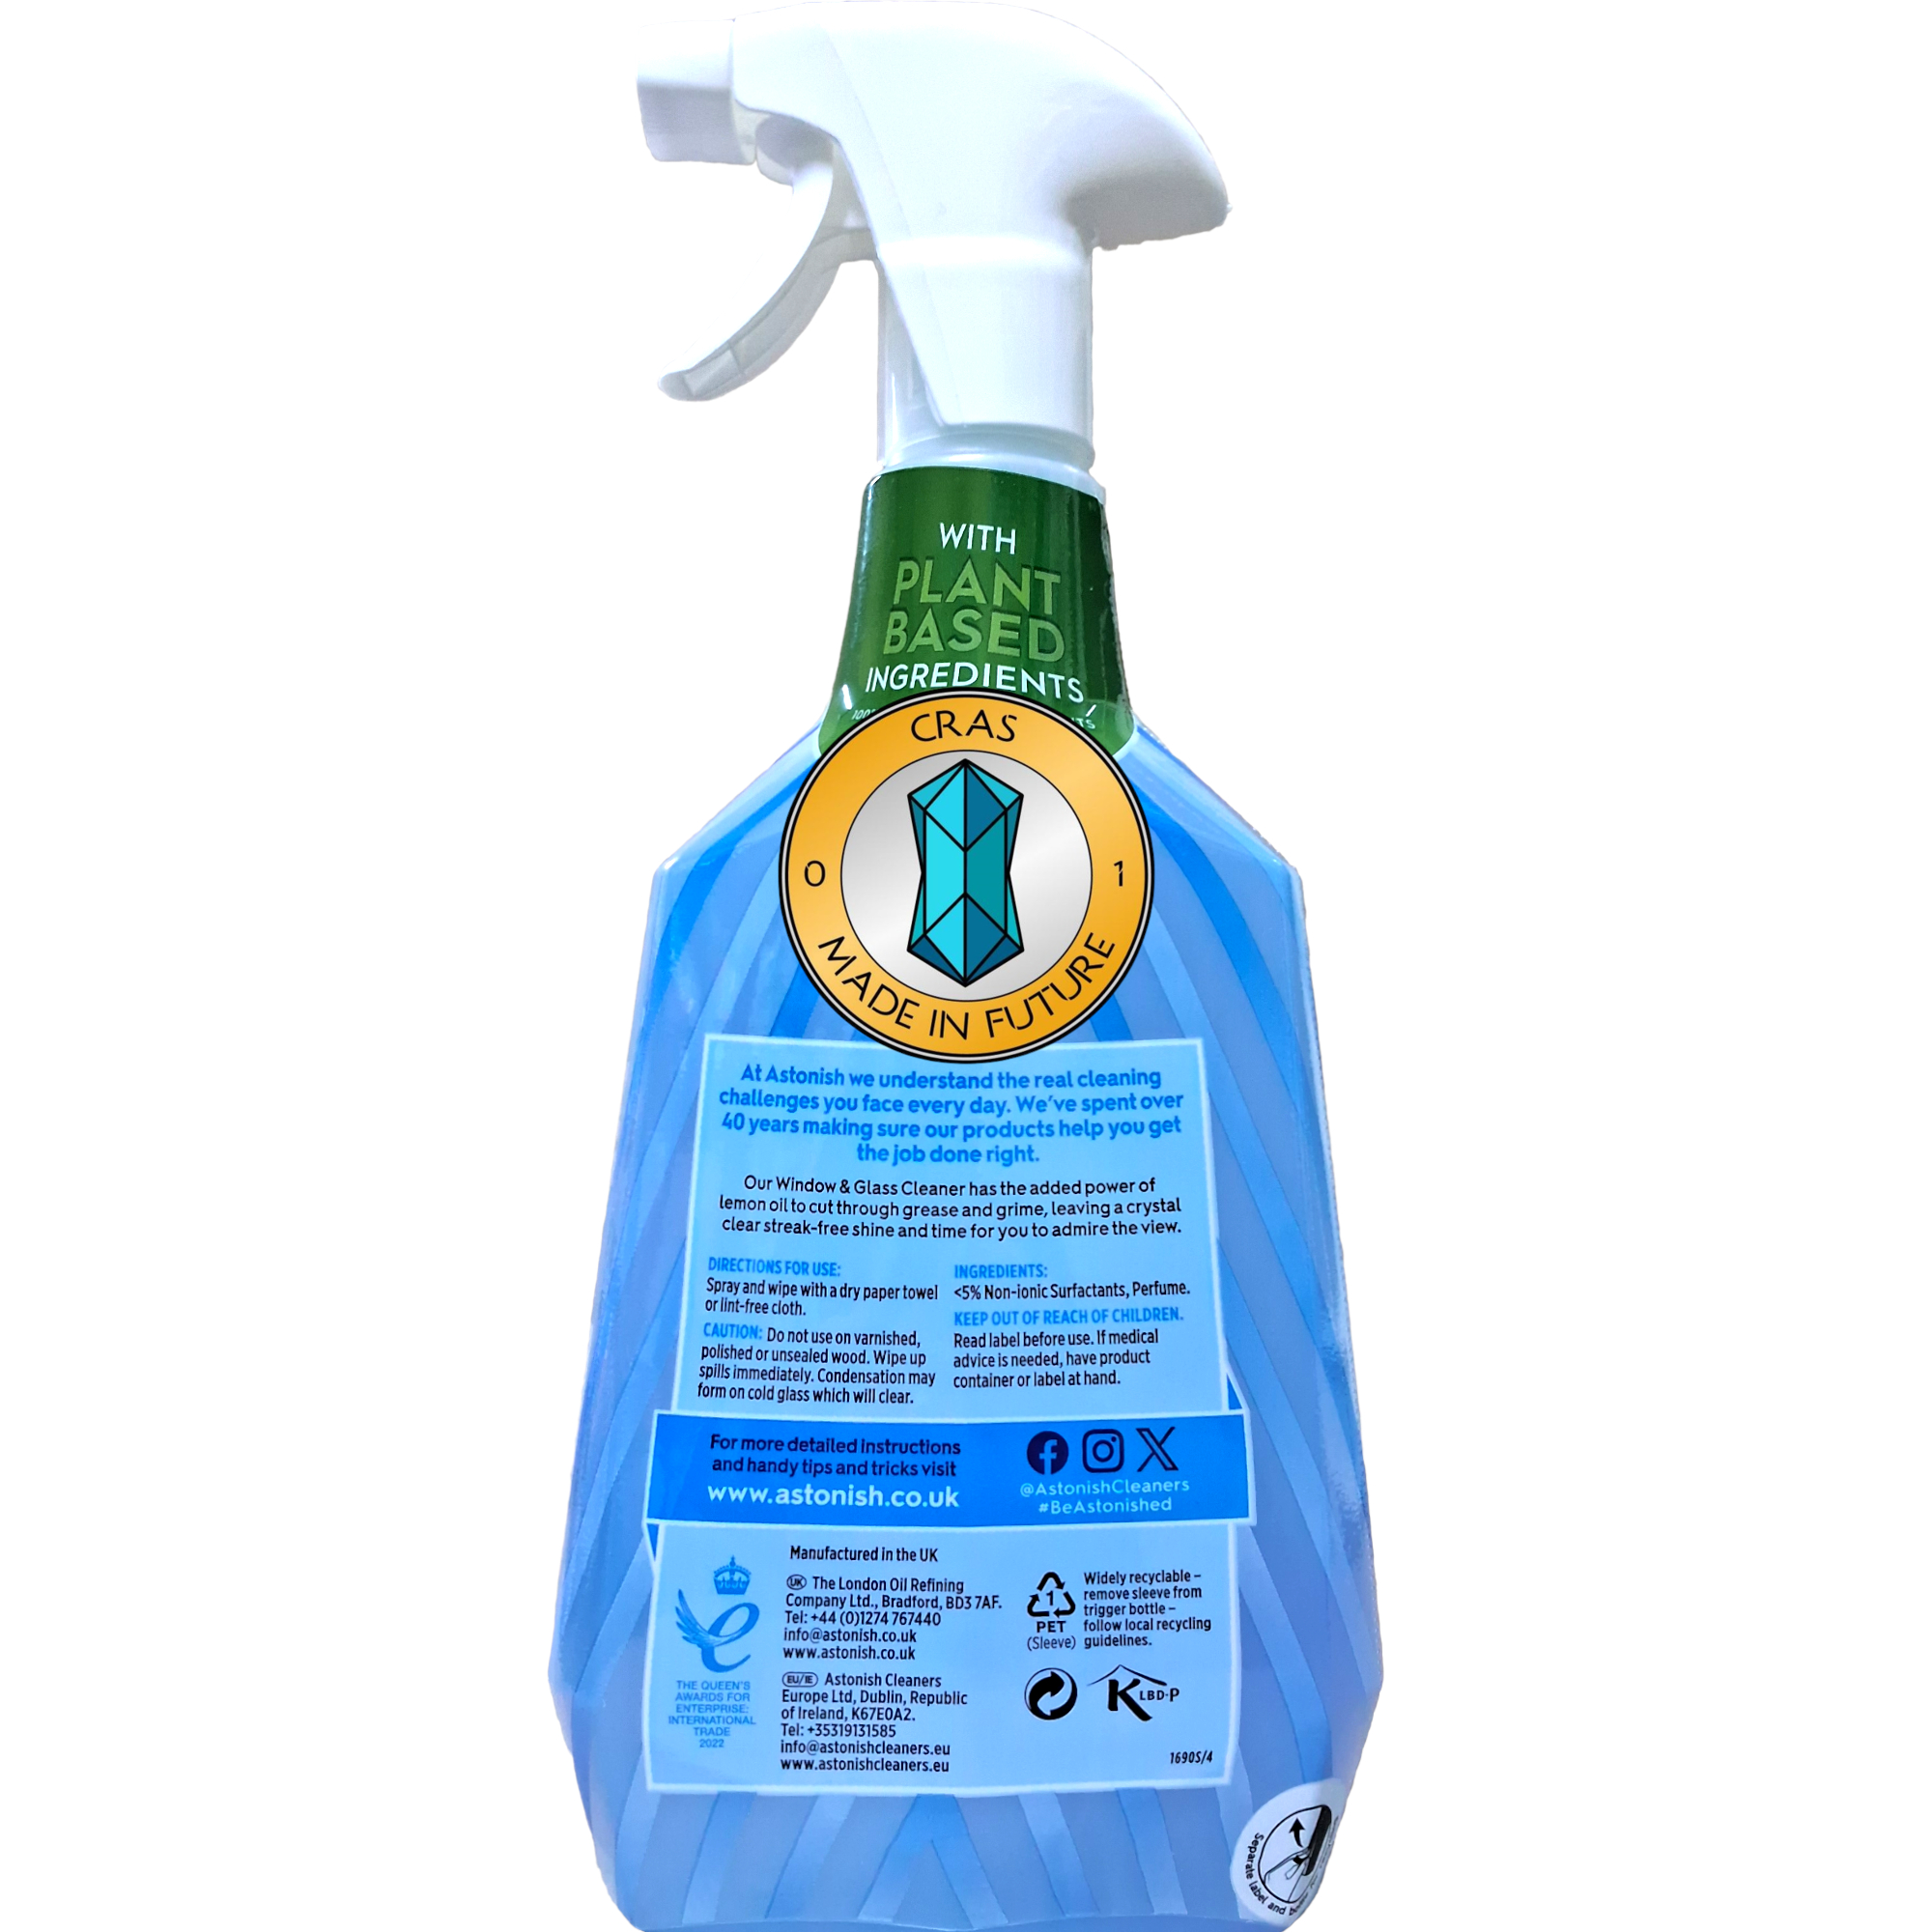 WITH
PLANT
BASED
INGREDIENTS
CRAS
0 1
MADE IN FUTURE
At Astonish we understand the real cleaning
challenges you face every day. We've spent over
40 years making sure our products help you get
the job done right.
Our Window & Glass Cleaner has the added power of
lemon oil to cut through grease and grime, leaving a crystal
clear streak-free shine and time for you to admire the view.
DIRECTIONS FOR USE:
Spray and wipe with a dry paper towel
or lint-free cloth.
CAUTION: Do not use on varnished,
polished or unsealed wood. Wipe up
spills immediately. Condensation may
form on cold glass which will clear.
INGREDIENTS:
<5% Non-ionic Surfactants, Perfume.
KEEP OUT OF REACH OF CHILDREN.
Read label before use. If medical
advice is needed, have product
container or label at hand.
For more detailed instructions
and handy tips and tricks visit
www.astonish.co.uk
@AstonishCleaners
#BeAstonished
THE QUEEN'S
AWARDS FOR
ENTERPRISE:
INTERNATIONAL
TRADE
2022
Manufactured in the UK
UK The London Oil Refining
Company Ltd., Bradford, BD3 7AF.
Tel: +44 (0)1274 767440
info@astonish.co.uk
www.astonish.co.uk
EU/IE Astonish Cleaners
Europe Ltd, Dublin, Republic
of Ireland, K67E0A2.
Tel: +35319131585
info@astonishcleaners.eu
www.astonishcleaners.eu
1
PET
(Sleeve)
Widely recyclable –
remove sleeve from
trigger bottle –
follow local recycling
guidelines.
K LBD-P
1690S/4
Separate label and